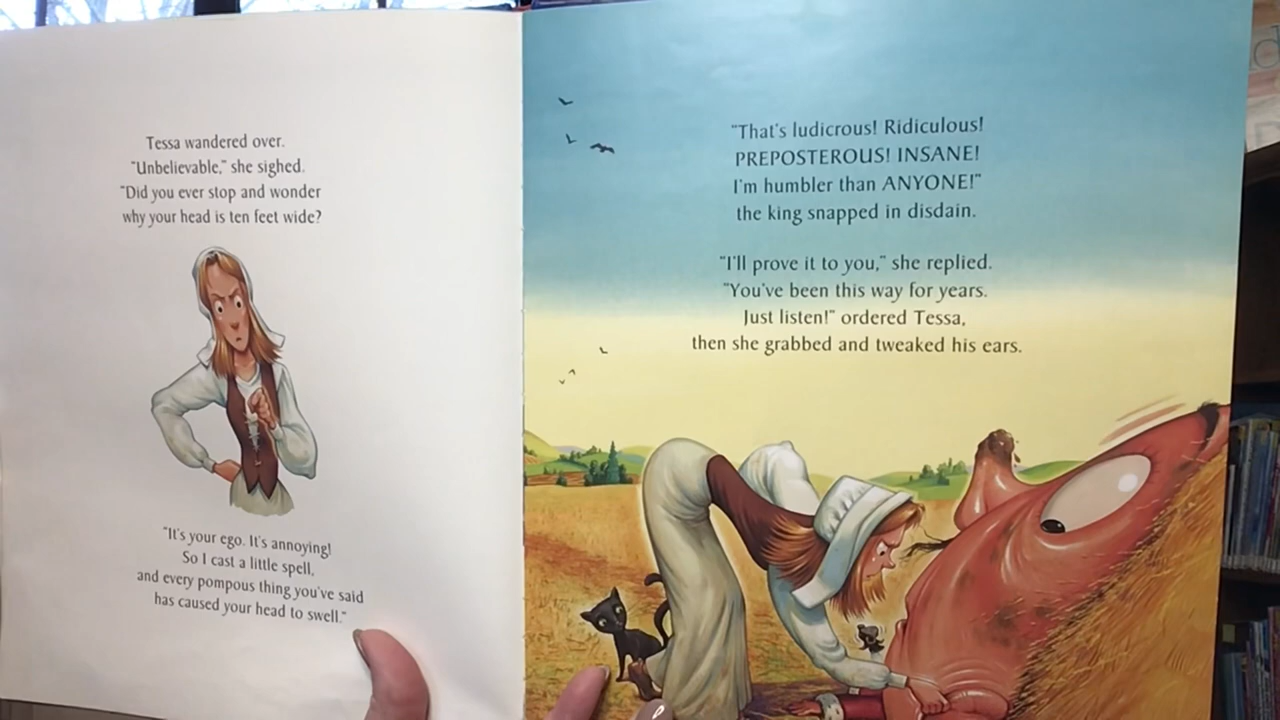 Tessa wandered over.
"Unbelievable," she sighed.
"Did you ever stop and wonder
why your head is ten feet wide?
"It's your ego. It's annoying!
So I cast a little spell,
and every pompous thing you've said
has caused your head to swell."
"That's ludicrous! Ridiculous!
PREPOSTEROUS! INSANE!
I'm humbler than ANYONE!"
the king snapped in disdain.
"I'll prove it to you," she replied.
"You've been this way for years.
Just listen!" ordered Tessa,
then she grabbed and tweaked his ears.